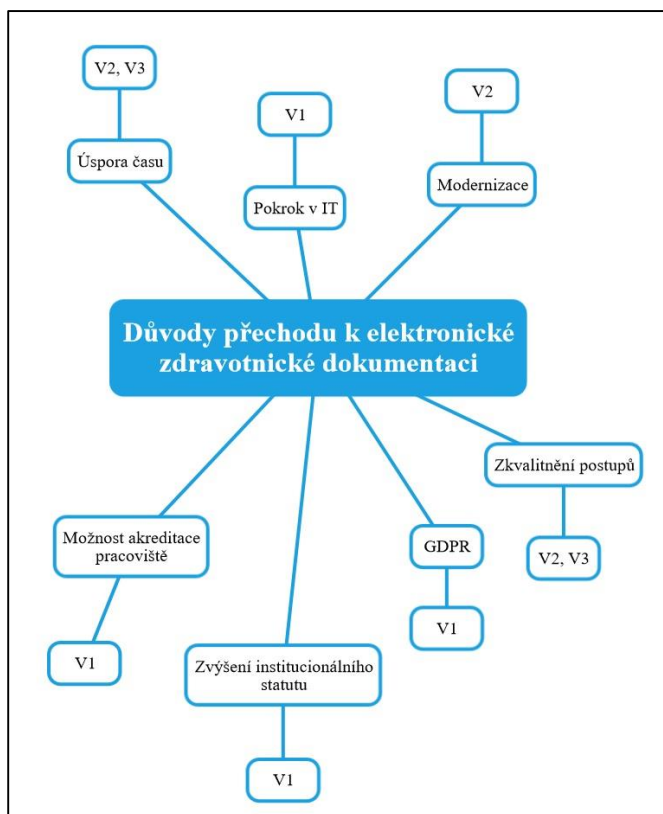 V2, V3
V1
V2
Úspora času
Pokrok v IT
Modernizace
Důvody přechodu k elektronické
zdravotnické dokumentaci
Zkvalitnění postupů
Možnost akreditace
pracoviště
GDPR
V2, V3
V1
V1
Zvýšení institucionálního
statutu
V1